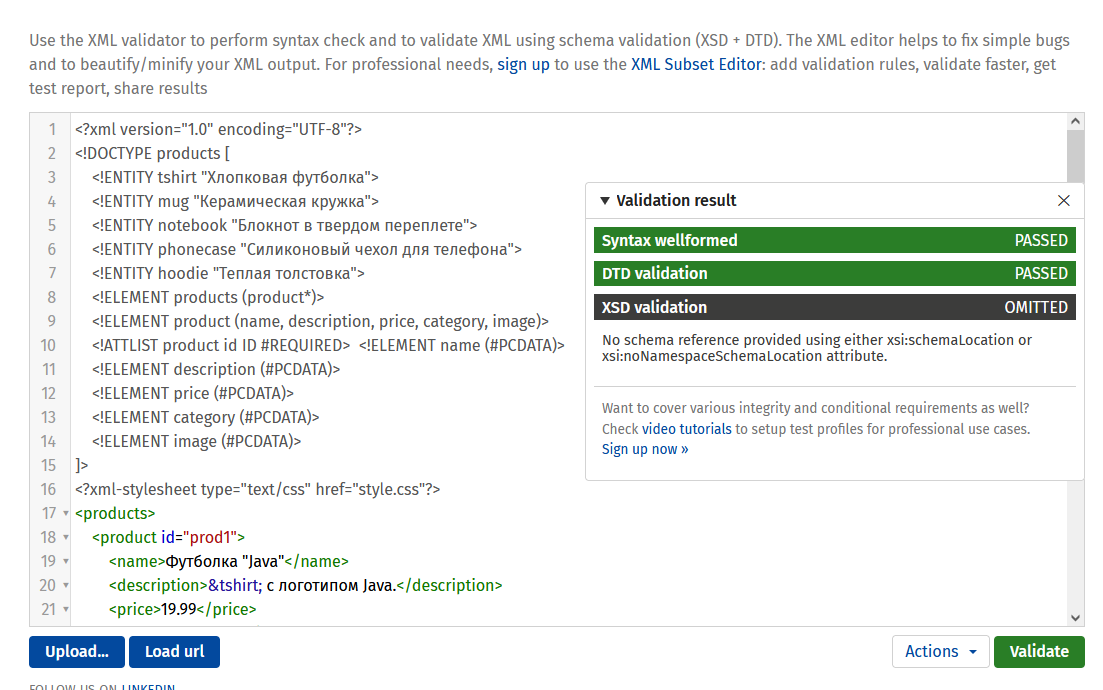 Use the XML validator to perform syntax check and to validate XML using schema validation (XSD + DTD). The XML editor helps to fix simple bugs
and to beautify/minify your XML output. For professional needs, sign up to use the XML Subset Editor: add validation rules, validate faster, get
test report, share results
1 <?xml version="1.0" encoding="UTF-8"?>
2 <!DOCTYPE products [
3 <!ENTITY tshirt "Хлопковая футболка">
4 <!ENTITY mug "Керамическая кружка">
5 <!ENTITY notebook "Блокнот в твердом переплете">
6 <!ENTITY phonecase "Силиконовый чехол для телефона">
7 <!ENTITY hoodie "Теплая толстовка">
8 <!ELEMENT products (product*)>
9 <!ELEMENT product (name, description, price, category, image)>
10 <!ATTLIST product id ID #REQUIRED> <!ELEMENT name (#PCDATA)>
11 <!ELEMENT description (#PCDATA)>
12 <!ELEMENT price (#PCDATA)>
13 <!ELEMENT category (#PCDATA)>
14 <!ELEMENT image (#PCDATA)>
15 ]>
16 <?xml-stylesheet type="text/css" href="style.css"?>
17 <products>
18 <product id="prod1">
19 <name>Футболка "Java"</name>
20 <description>&tshirt; с логотипом Java.</description>
21 <price>19.99</price>
Validation result
Syntax wellformed PASSED
DTD validation PASSED
XSD validation OMITTED
No schema reference provided using either xsi:schemaLocation or
xsi:noNamespaceSchemaLocation attribute.
Want to cover various integrity and conditional requirements as well?
Check video tutorials to setup test profiles for professional use cases.
Sign up now »
Upload... Load url Actions Validate
FOLLOW US ON LINKEDIN